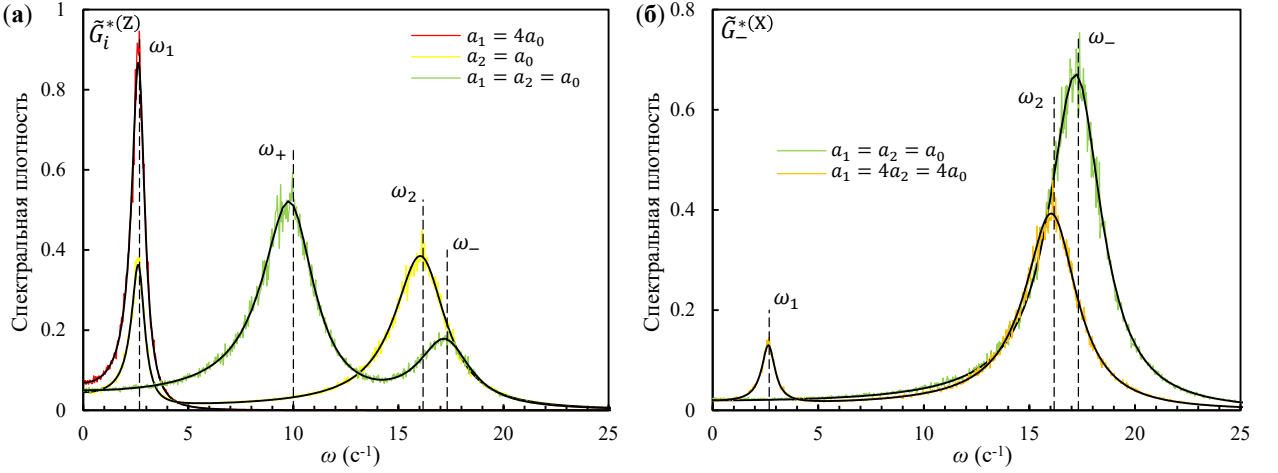 (а)
G̃ᵢ*⁽ᶻ⁾
ω₁
a₁ = 4a₀
a₂ = a₀
a₁ = a₂ = a₀
ω₊
ω₂
ω₋
Спектральная плотность
1
0.8
0.6
0.4
0.2
0
0 5 10 15 20 25
ω (с⁻¹)
(б)
G̃₋*⁽ˣ⁾
ω₋
ω₂
a₁ = a₂ = a₀
a₁ = 4a₂ = 4a₀
ω₁
Спектральная плотность
0.8
0.6
0.4
0.2
0
0 5 10 15 20 25
ω (с⁻¹)